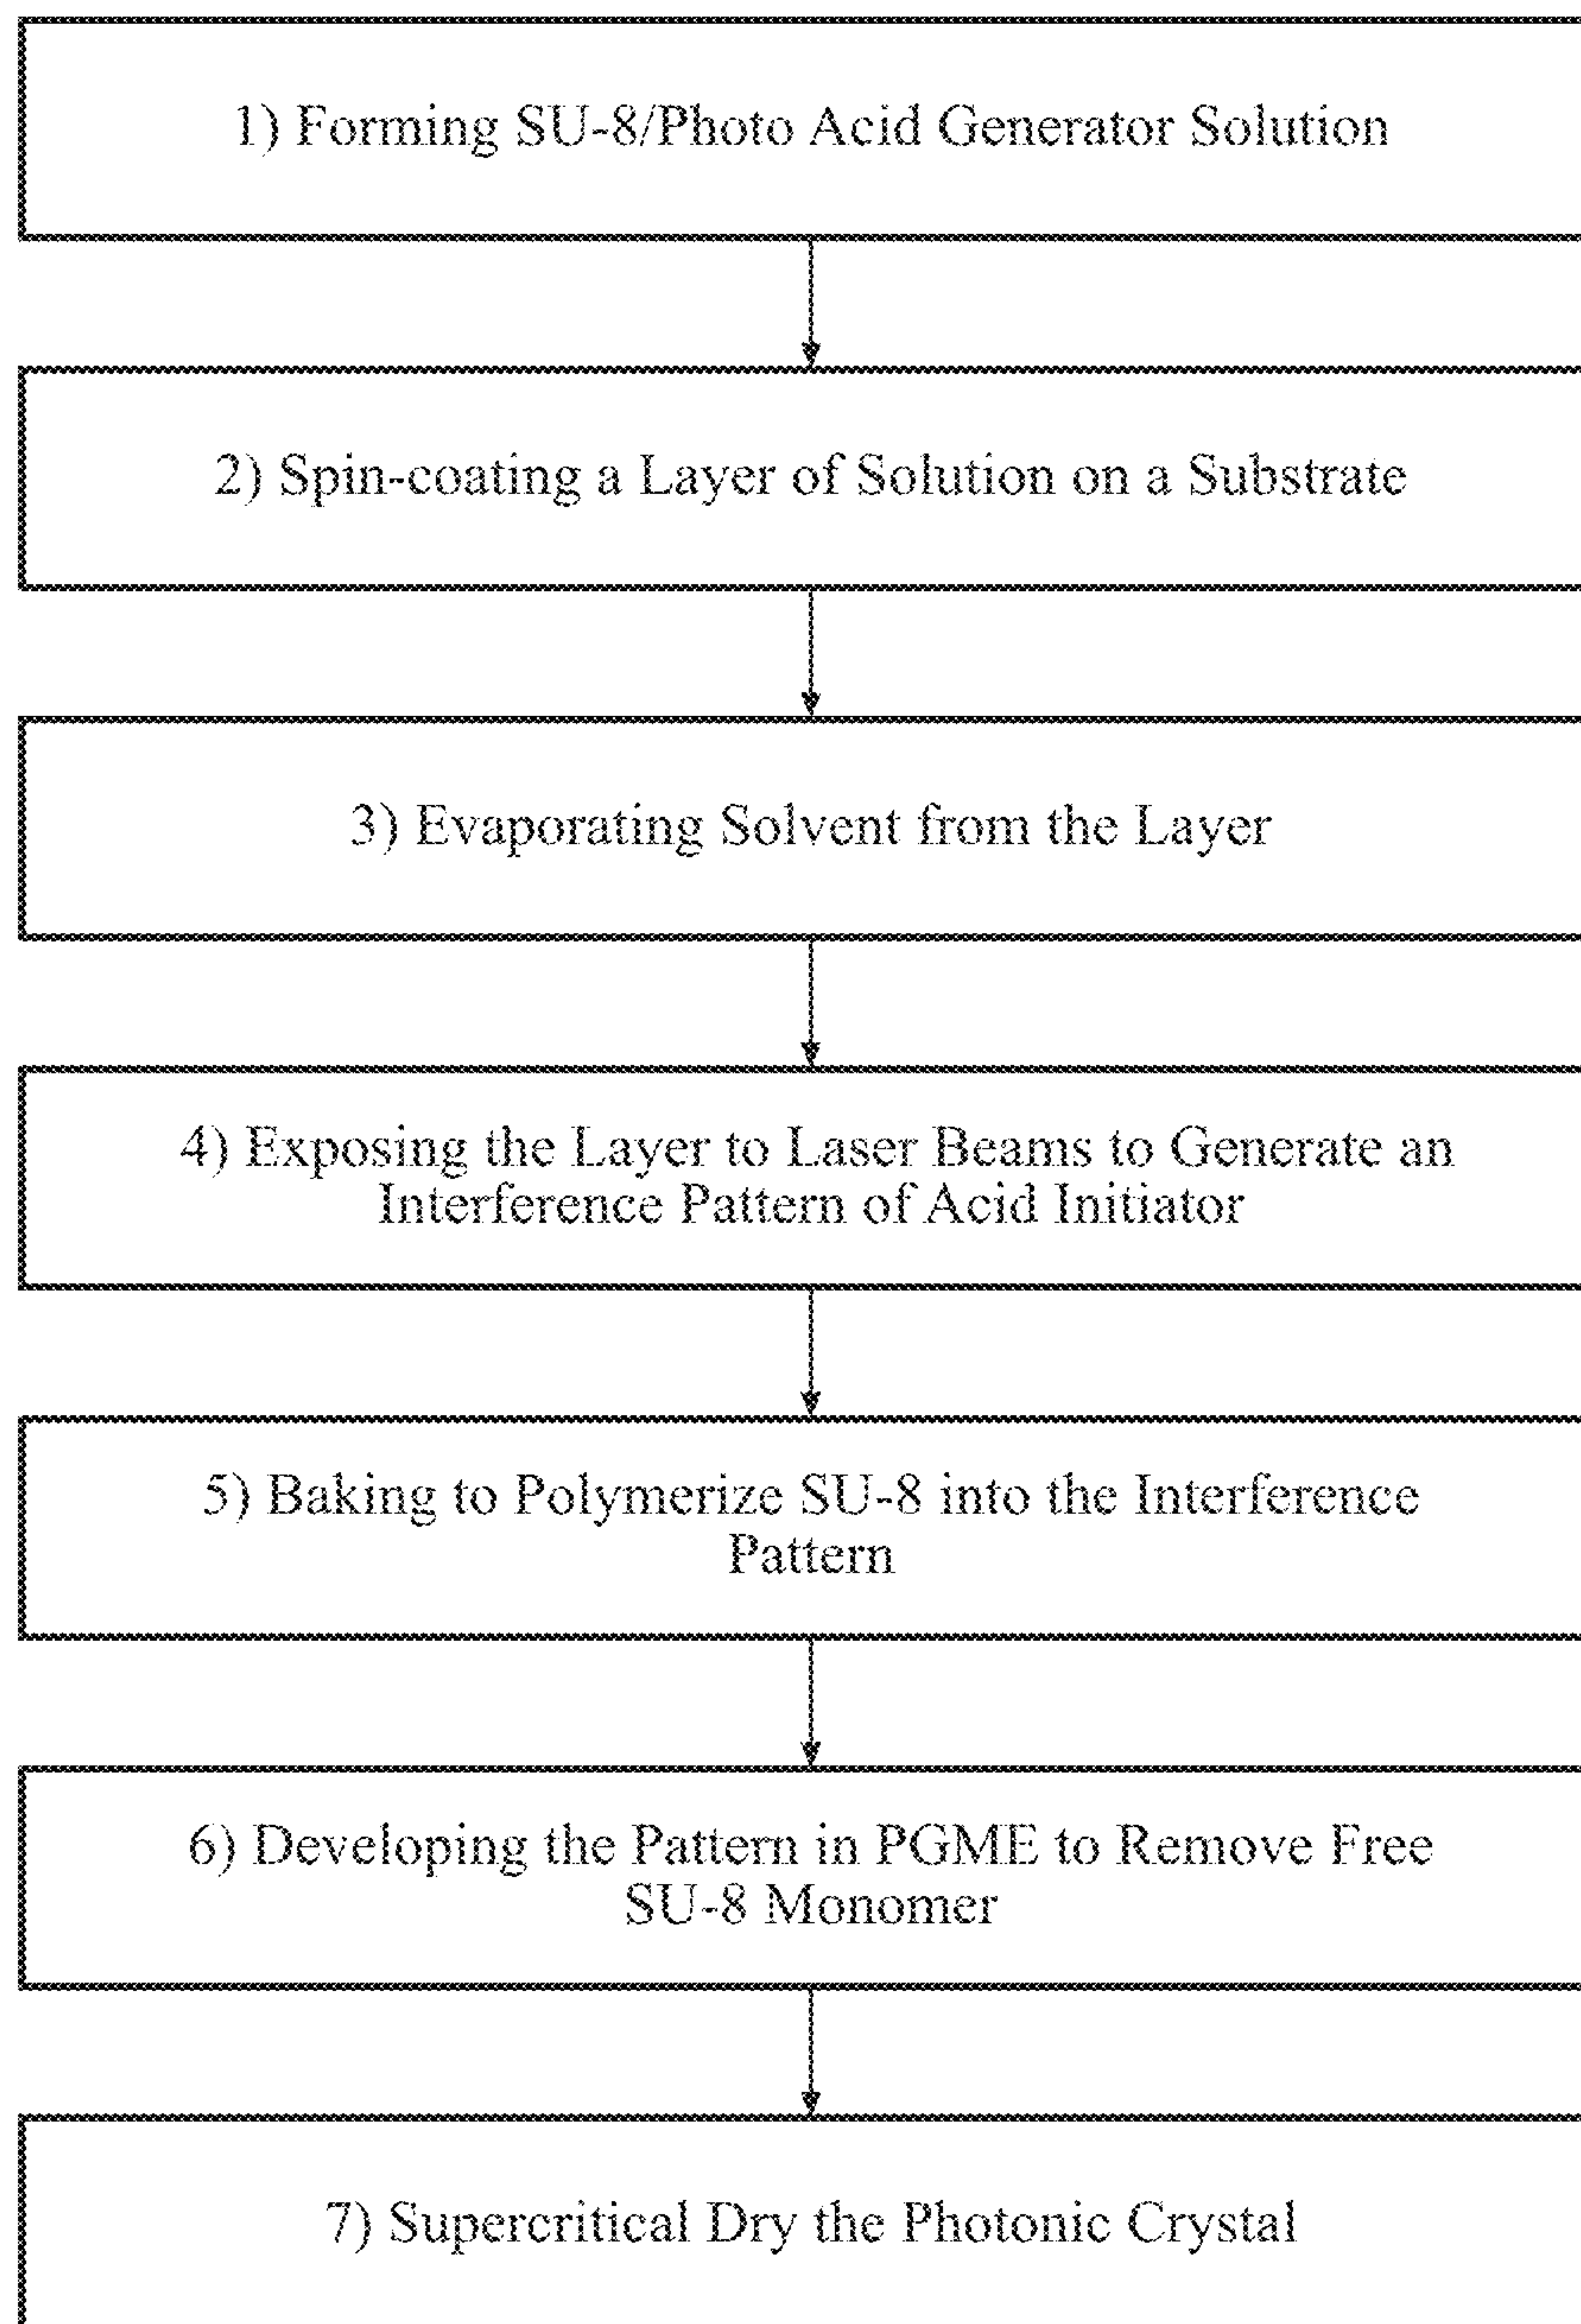 1) Forming SU-8/Photo Acid Generator Solution
2) Spin-coating a Layer of Solution on a Substrate
3) Evaporating Solvent from the Layer
4) Exposing the Layer to Laser Beams to Generate an
Interference Pattern of Acid Initiator
5) Baking to Polymerize SU-8 into the Interference
Pattern
6) Developing the Pattern in PGME to Remove Free
SU-8 Monomer
7) Supercritical Dry the Photonic Crystal